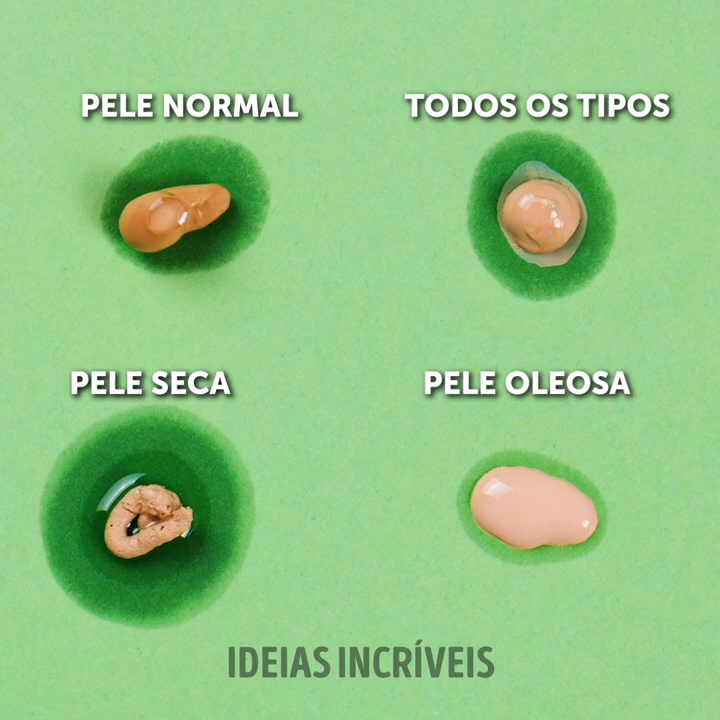 PELE NORMAL
TODOS OS TIPOS
PELE SECA
PELE OLEOSA
IDEIAS INCRÍVEIS